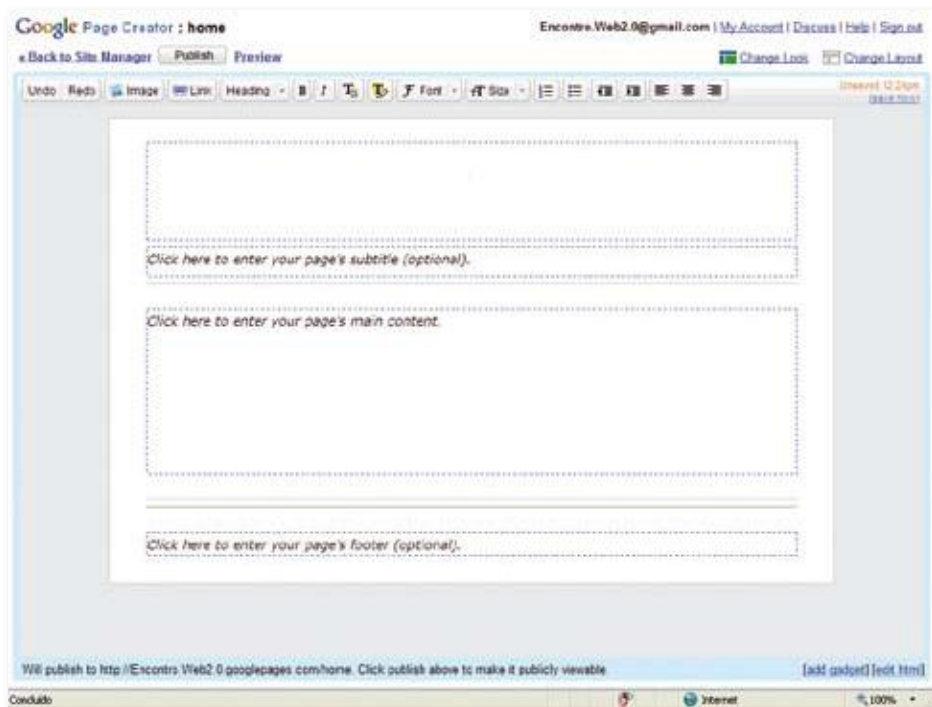 Google Page Creator : home
Encontro.Web2.0@gmail.com | My Account | Discuss | Help | Sign out
« Back to Site Manager Publish Preview
Change Look Change Layout
Undo Redo Image Link Heading B I T T F Font T Size
Unsaved 12:24pm
Click here to enter your page's subtitle (optional).
Click here to enter your page's main content.
Click here to enter your page's footer (optional).
Will publish to http://Encontro.Web2.0.googlepages.com/home. Click publish above to make it publicly viewable.
[add gadget] [edit html]
Concluído
Internet
100%